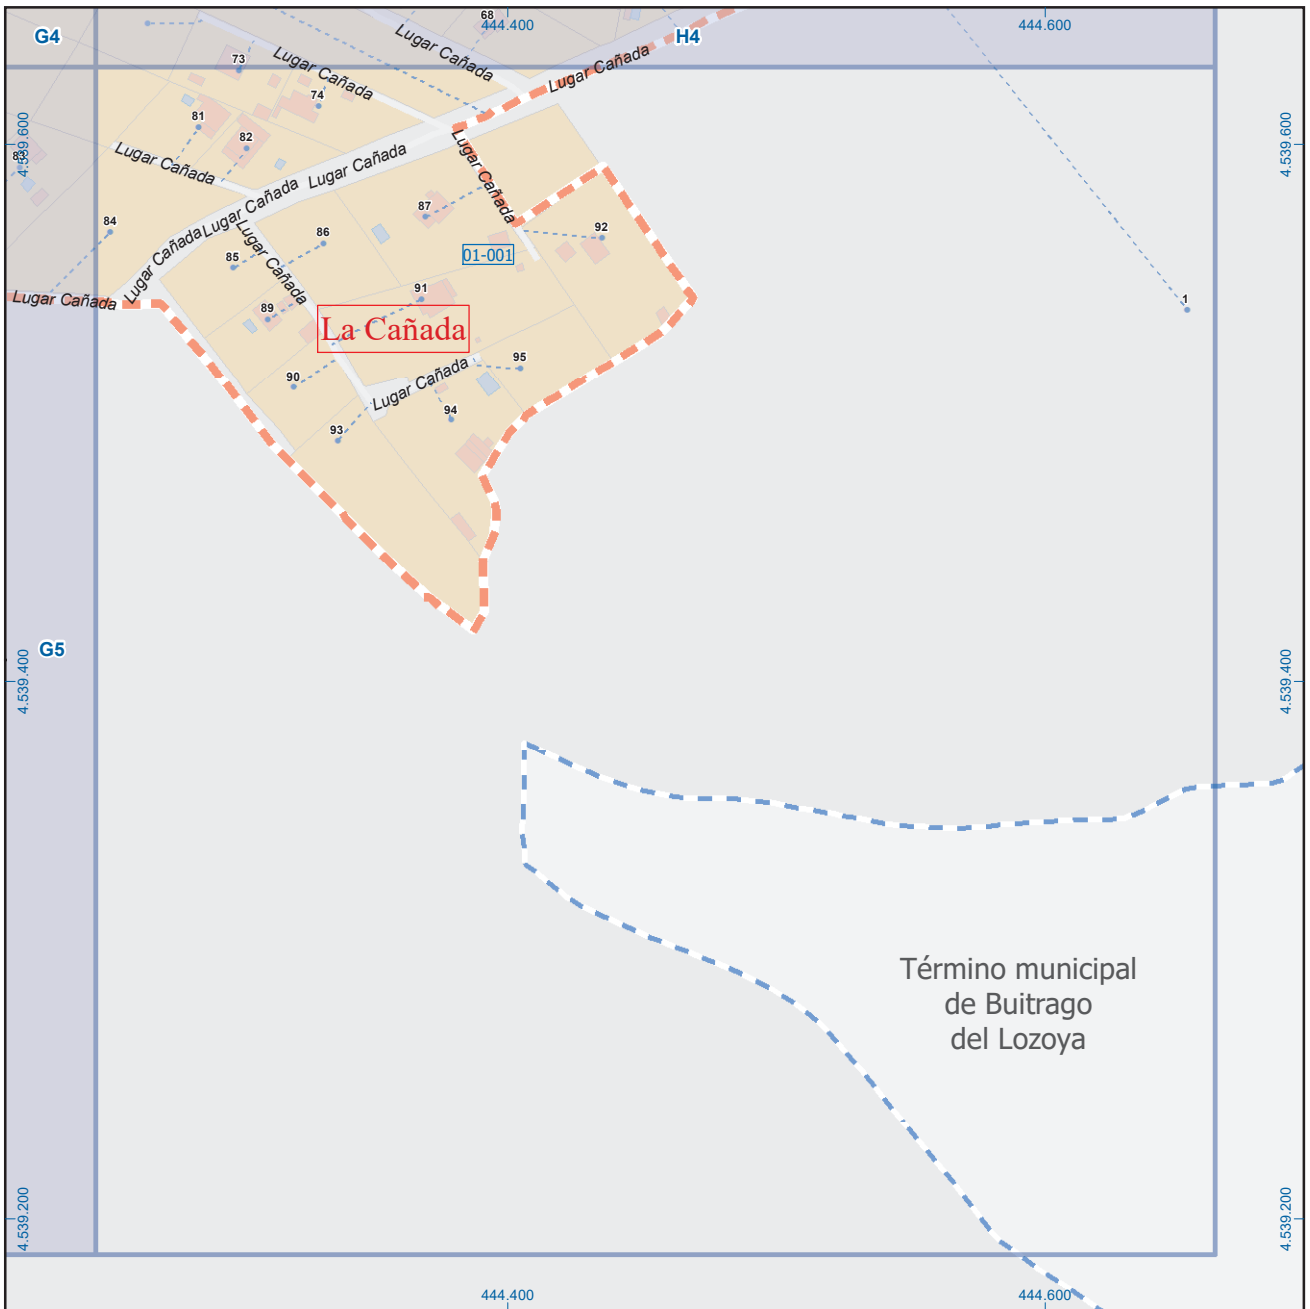 68
444.400
444.600
G4
H4
Lugar Cañada
Lugar Cañada
Lugar Cañada
73
74
81
82
4.539.600
4.539.600
83
Lugar Cañada
Lugar Cañada
Lugar Cañada
Lugar Cañada
87
84
86
92
Lugar Cañada
85
Lugar Cañada
01-001
91
Lugar Cañada
89
1
La Cañada
95
90
Lugar Cañada
94
93
G5
4.539.400
4.539.400
Término municipal
de Buitrago
del Lozoya
4.539.200
4.539.200
444.400
444.600